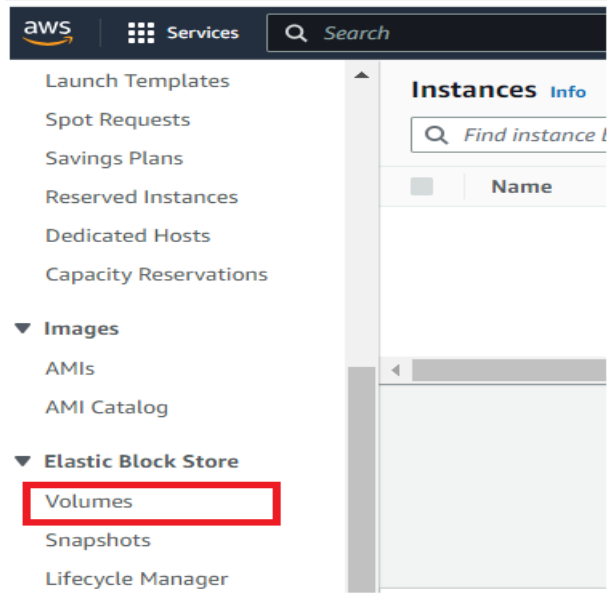 aws Services Search
Launch Templates
Spot Requests
Savings Plans
Reserved Instances
Dedicated Hosts
Capacity Reservations
Images
AMIs
AMI Catalog
Elastic Block Store
Volumes
Snapshots
Lifecycle Manager
Instances Info
Find instance
Name